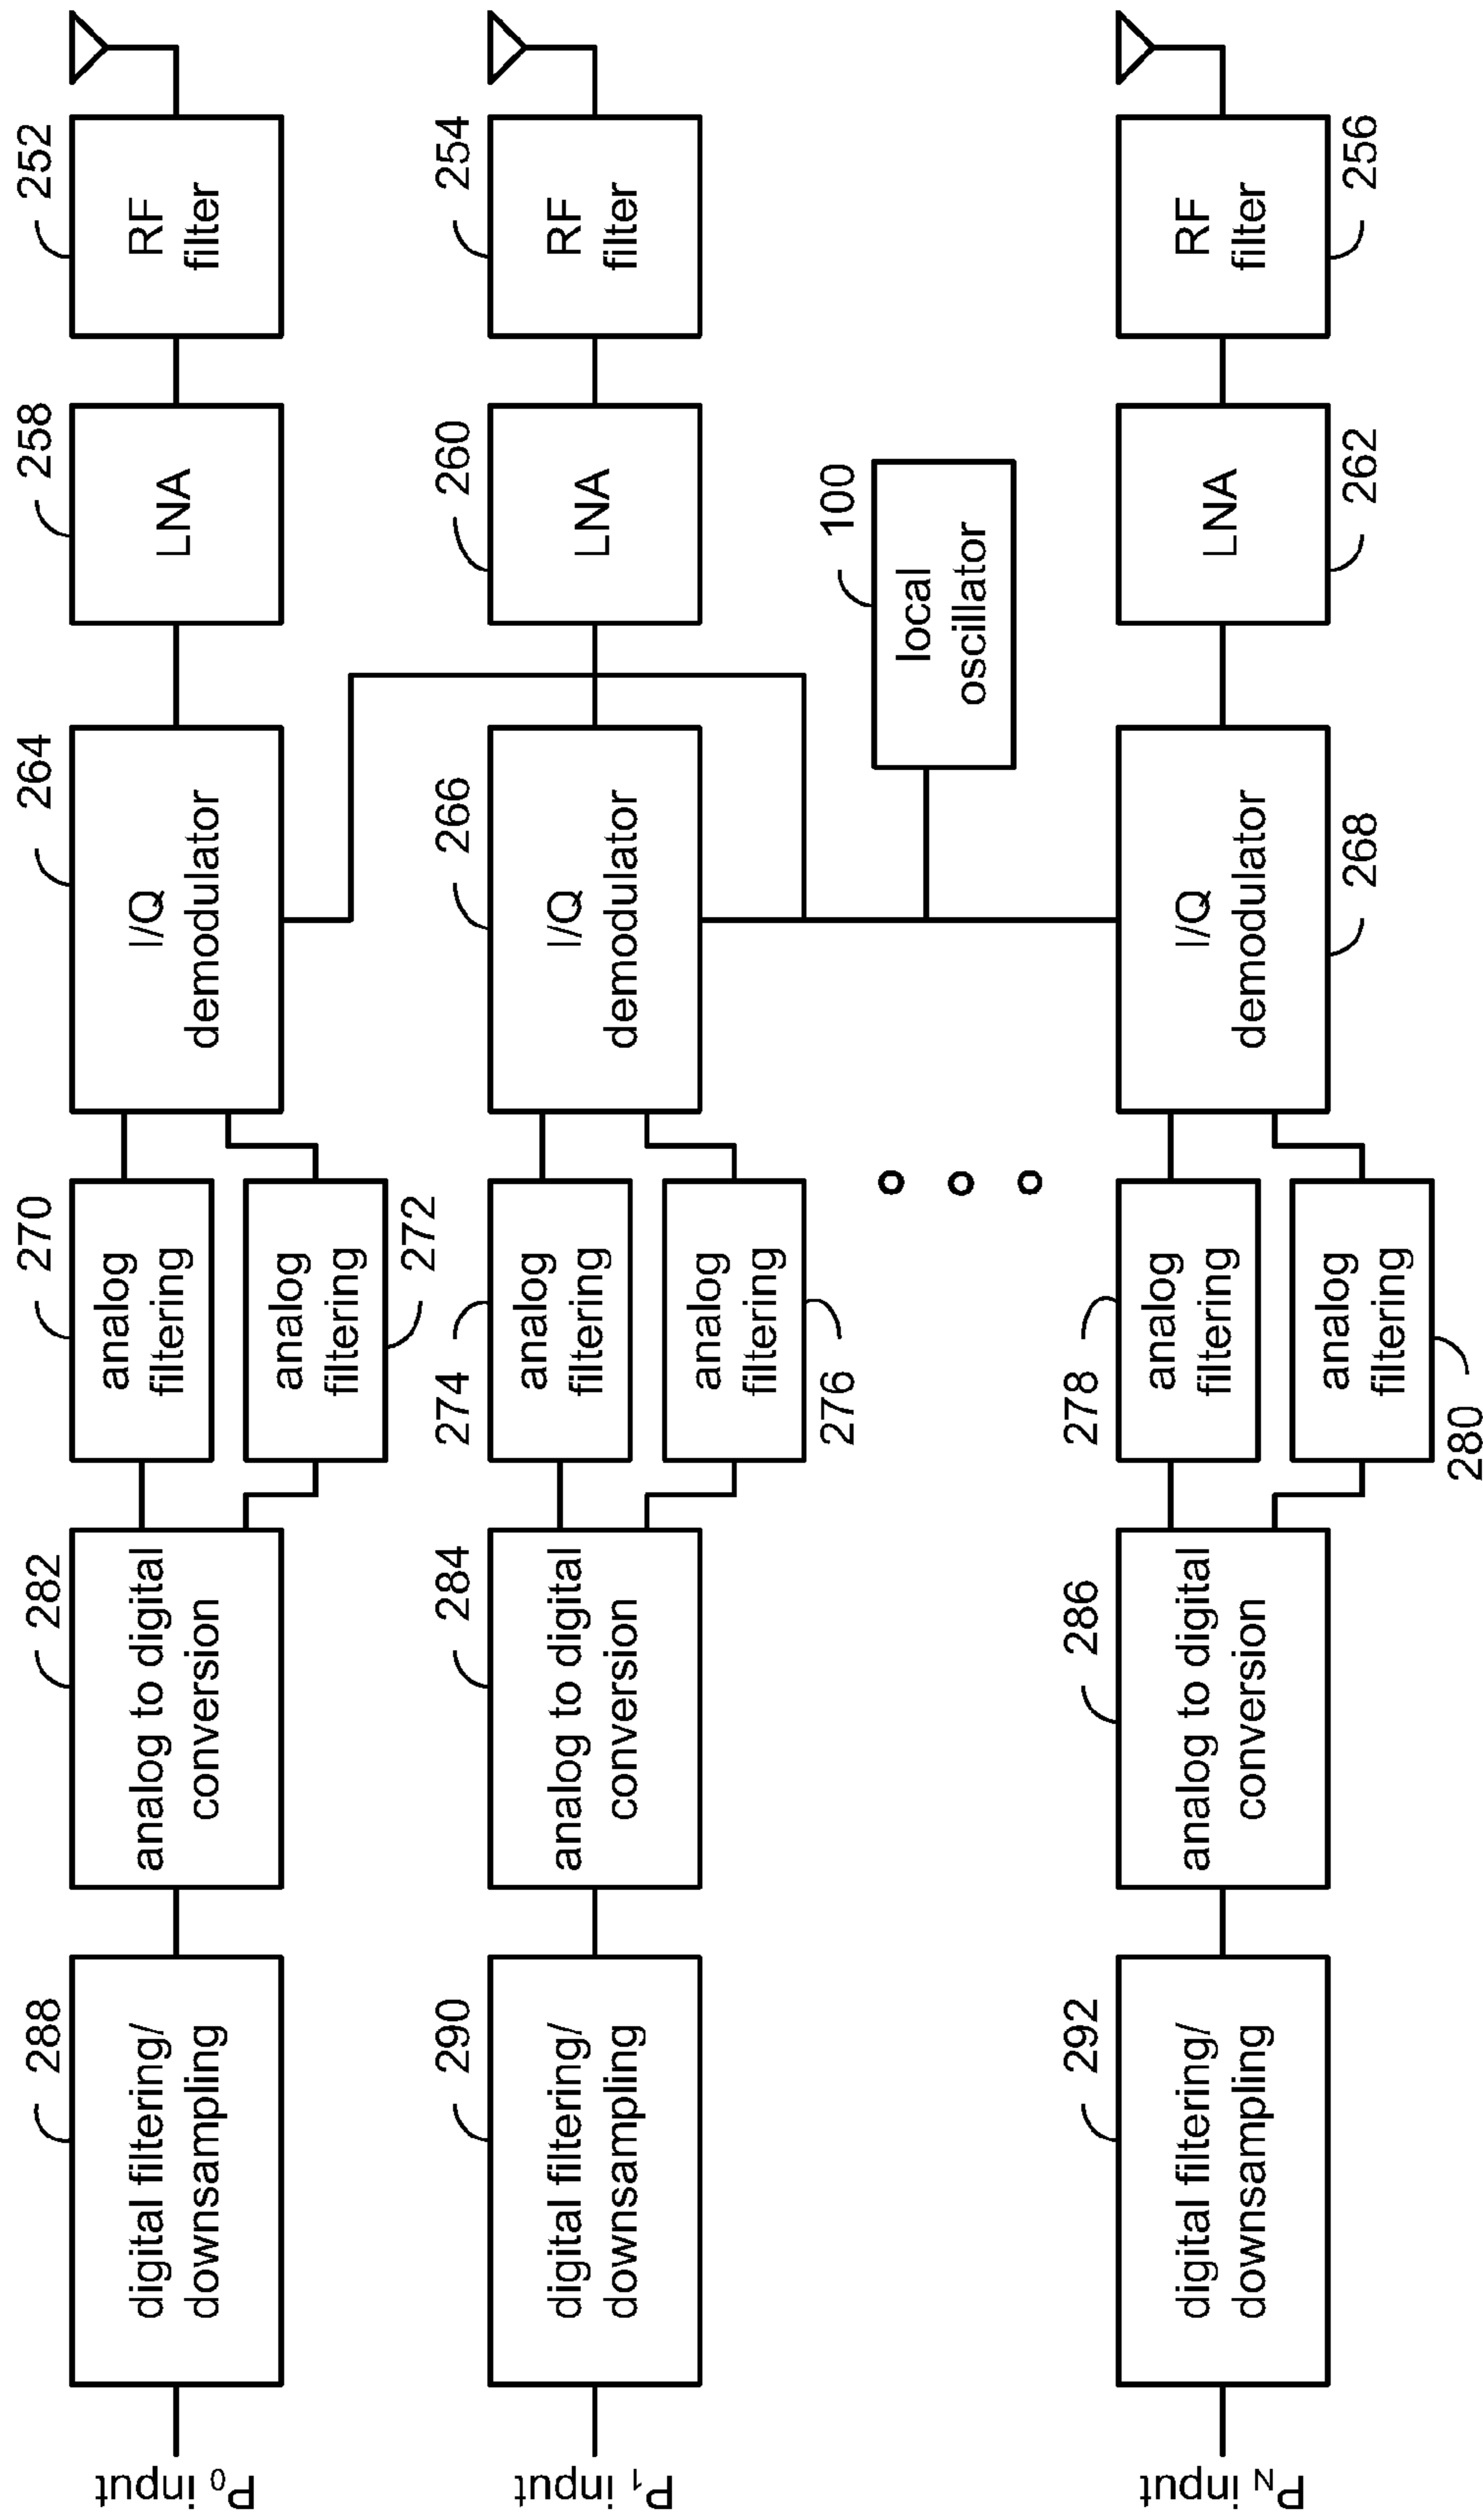 252
RF
filter
258
LNA
264
I/Q
demodulator
270
analog
filtering
272
analog
filtering
282
analog to digital
conversion
288
digital filtering/
downsampling
P0 input
254
RF
filter
260
LNA
266
I/Q
demodulator
274
analog
filtering
276
analog
filtering
284
analog to digital
conversion
290
digital filtering/
downsampling
P1 input
100
local
oscillator
256
RF
filter
262
LNA
268
I/Q
demodulator
278
analog
filtering
280
analog
filtering
286
analog to digital
conversion
292
digital filtering/
downsampling
PN input